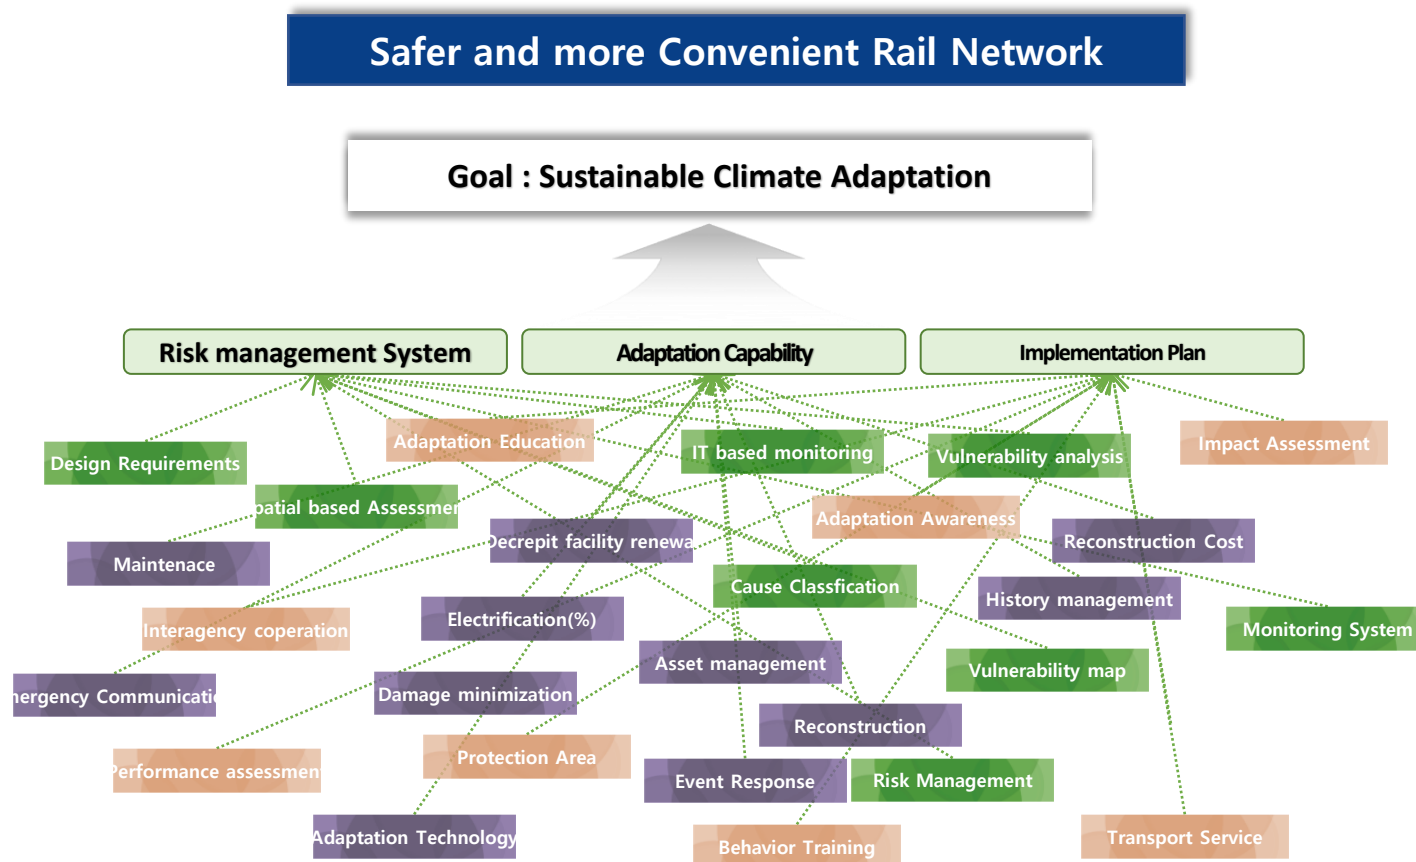 Safer and more Convenient Rail Network
Goal : Sustainable Climate Adaptation
Risk management System
Adaptation Capability
Implementation Plan
Adaptation Education
IT based monitoring
Vulnerability analysis
Impact Assessment
Design Requirements
patial based Assessmen
Adaptation Awareness
Decrepit facility renewa
Reconstruction Cost
Maintenace
Cause Classfication
History management
Electrification(%)
Interagency coperation
Monitoring System
Asset management
Vulnerability map
mergency Communicatio
Damage minimization
Reconstruction
Protection Area
Performance assessment
Event Response
Risk Management
Adaptation Technology
Behavior Training
Transport Service